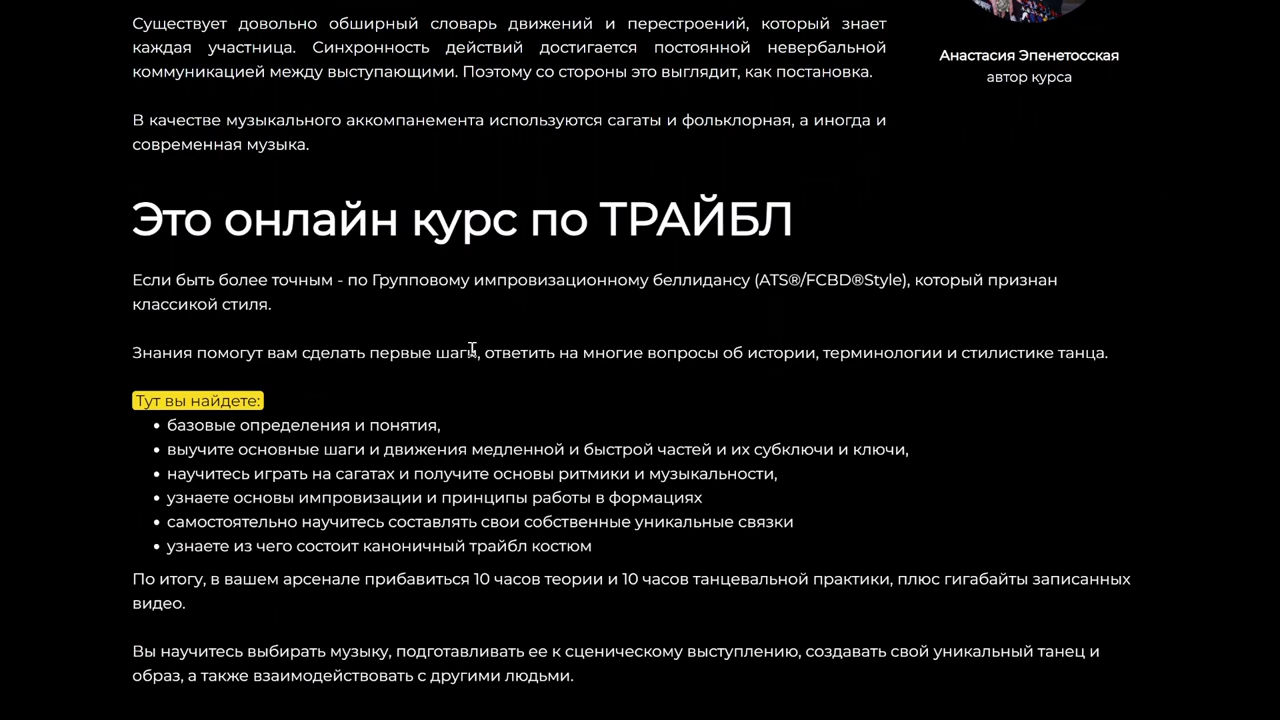 Существует довольно обширный словарь движений и перестроений, который знает
каждая участница. Синхронность действий достигается постоянной невербальной
коммуникацией между выступающими. Поэтому со стороны это выглядит, как постановка.
В качестве музыкального аккомпанемента используются сагаты и фольклорная, а иногда и
современная музыка.
Анастасия Эпенетосская
автор курса
Это онлайн курс по ТРАЙБЛ
Если быть более точным - по Групповому импровизационному беллидансу (ATS®/FCBD®Style), который признан
классикой стиля.
Знания помогут вам сделать первые шаги, ответить на многие вопросы об истории, терминологии и стилистике танца.
Тут вы найдете:
• базовые определения и понятия,
• выучите основные шаги и движения медленной и быстрой частей и их субключи и ключи,
• научитесь играть на сагатах и получите основы ритмики и музыкальности,
• узнаете основы импровизации и принципы работы в формациях
• самостоятельно научитесь составлять свои собственные уникальные связки
• узнаете из чего состоит каноничный трайбл костюм
По итогу, в вашем арсенале прибавиться 10 часов теории и 10 часов танцевальной практики, плюс гигабайты записанных
видео.
Вы научитесь выбирать музыку, подготавливать ее к сценическому выступлению, создавать свой уникальный танец и
образ, а также взаимодействовать с другими людьми.